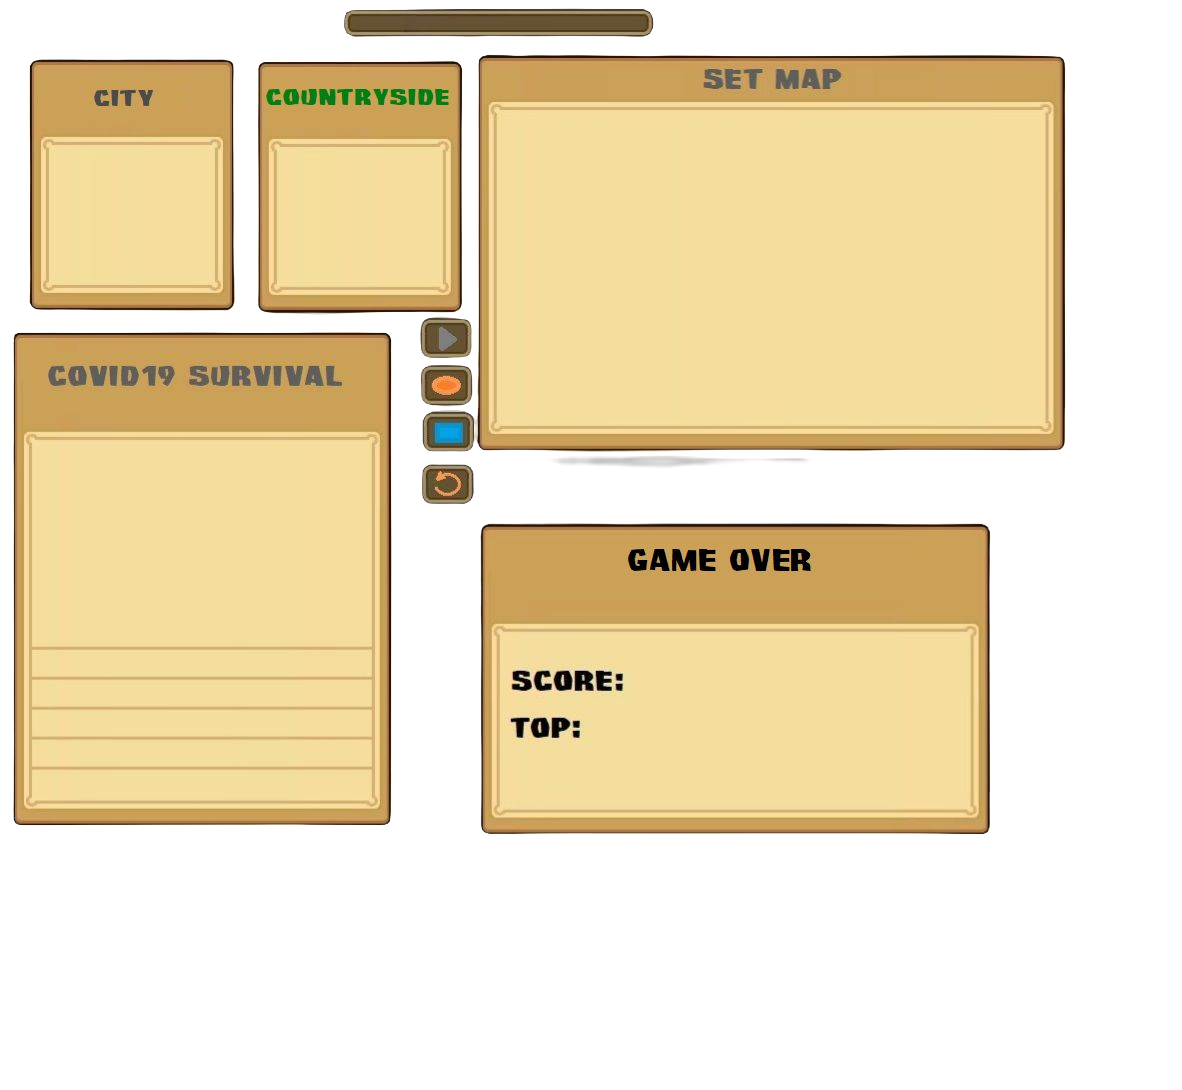 SET MAP
CITY
COUNTRYSIDE
COVID19 SURVIVAL
GAME OVER
SCORE:
TOP: